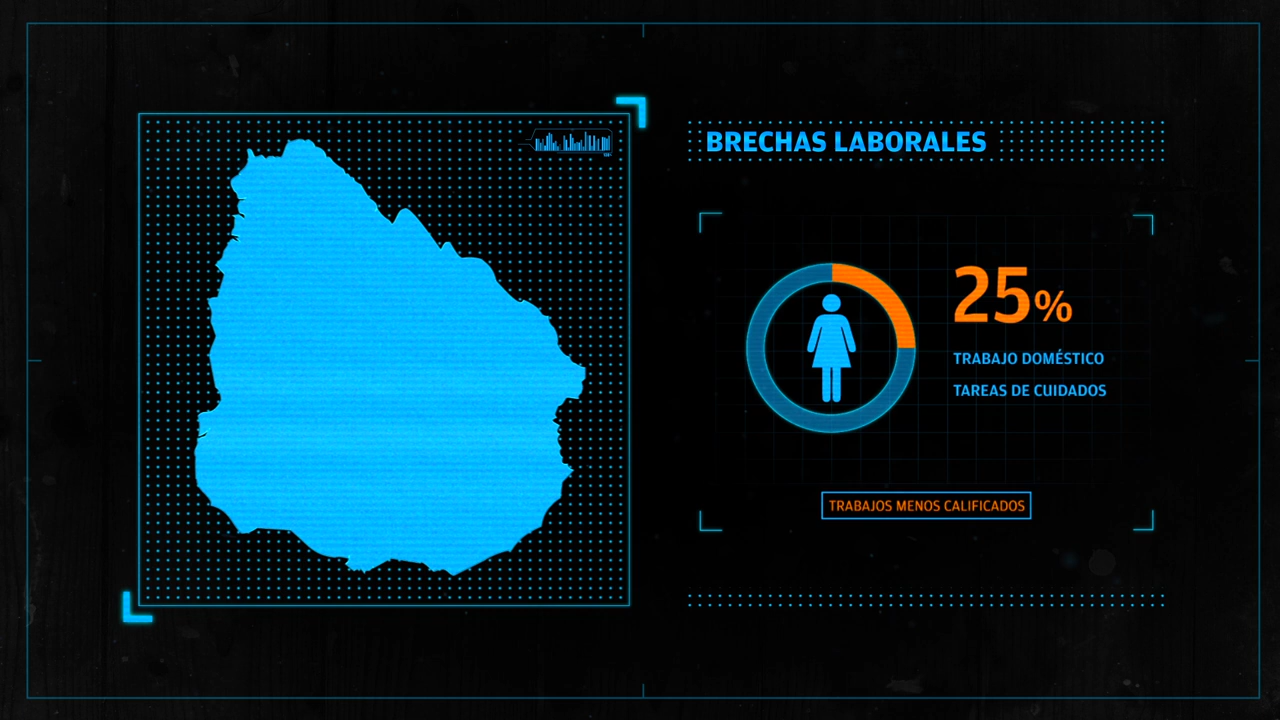 BRECHAS LABORALES
25%
TRABAJO DOMÉSTICO
TAREAS DE CUIDADOS
TRABAJOS MENOS CALIFICADOS